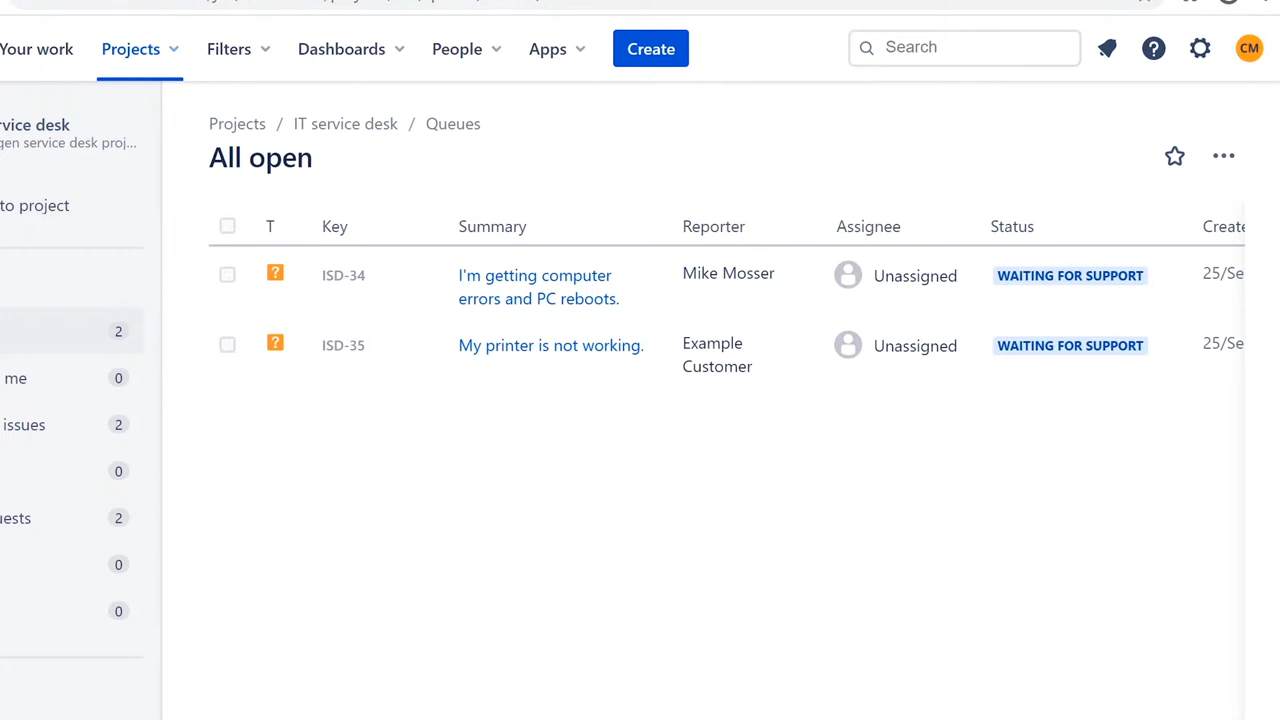 Your work Projects Filters Dashboards People Apps Create Search CM
rvice desk
gen service desk proj...
to project
2
me 0
issues 2
0
uests 2
0
0
Projects / IT service desk / Queues
All open
T Key Summary Reporter Assignee Status Create
? ISD-34 I'm getting computer Mike Mosser Unassigned WAITING FOR SUPPORT 25/Se
errors and PC reboots.
? ISD-35 My printer is not working. Example Unassigned WAITING FOR SUPPORT 25/Se
Customer